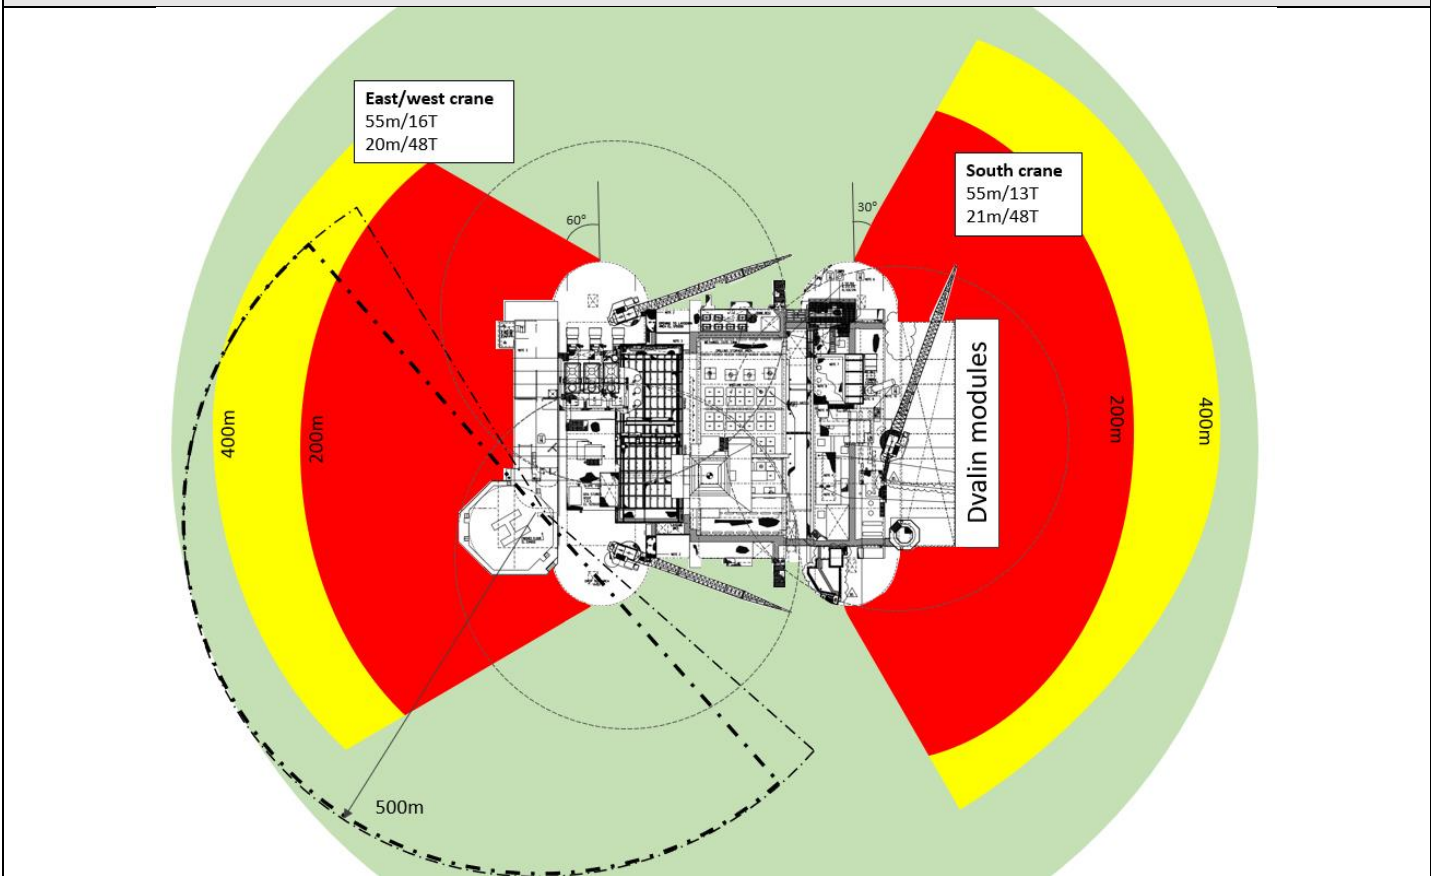 East/west crane
55m/16T
20m/48T
South crane
55m/13T
21m/48T
60°
30°
400m
200m
Dvalin modules
200m
400m
500m